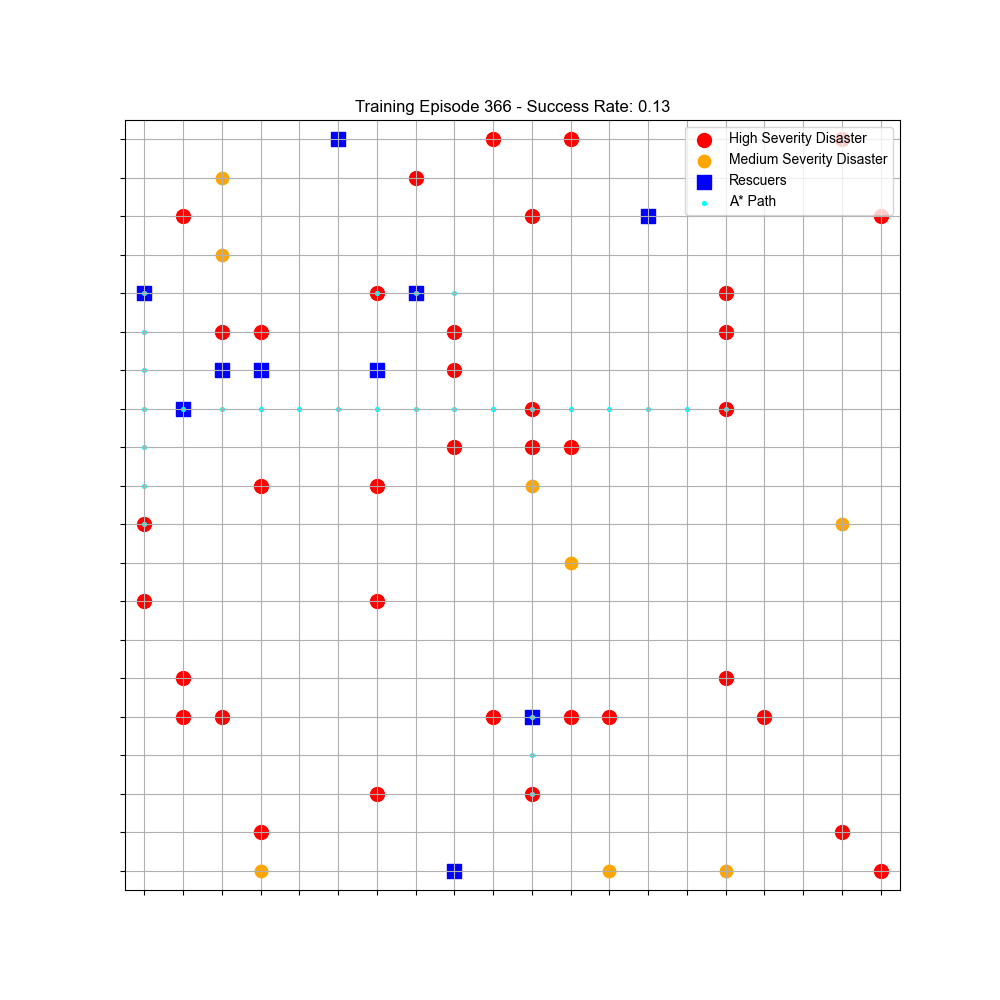 Training Episode 366 - Success Rate: 0.13
High Severity Disaster
Medium Severity Disaster
Rescuers
A* Path